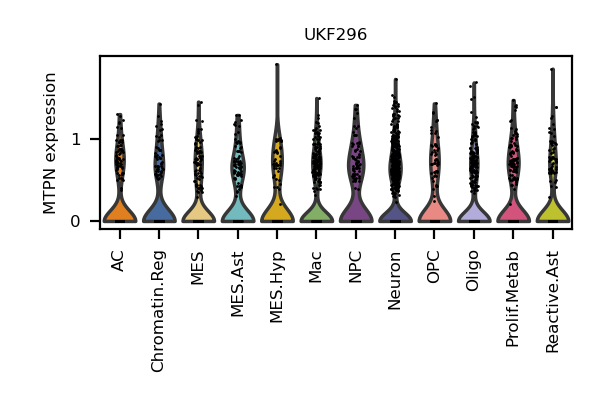 UKF296
MTPN expression
1
0
AC
Chromatin.Reg
MES
MES.Ast
MES.Hyp
Mac
NPC
Neuron
OPC
Oligo
Prolif.Metab
Reactive.Ast